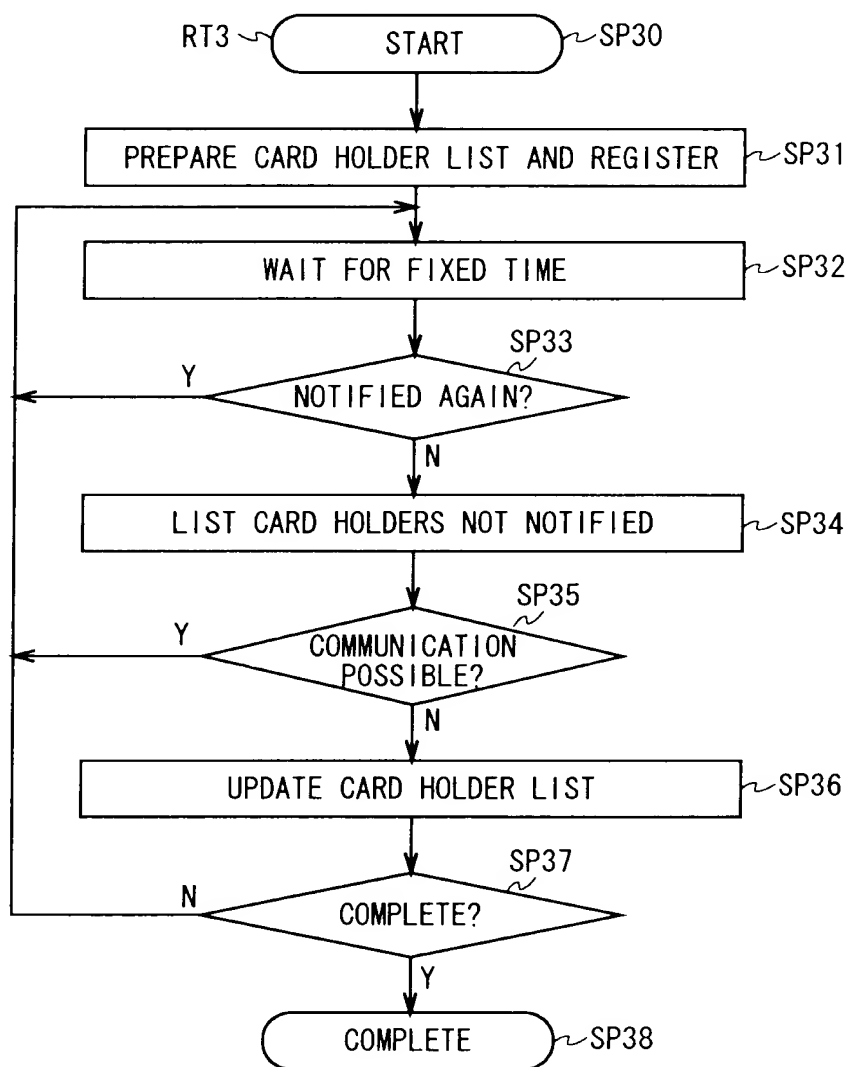 RT3 START SP30
PREPARE CARD HOLDER LIST AND REGISTER SP31
WAIT FOR FIXED TIME SP32
SP33
Y NOTIFIED AGAIN?
N
LIST CARD HOLDERS NOT NOTIFIED SP34
SP35
Y COMMUNICATION
POSSIBLE?
N
UPDATE CARD HOLDER LIST SP36
SP37
N COMPLETE?
Y
COMPLETE SP38